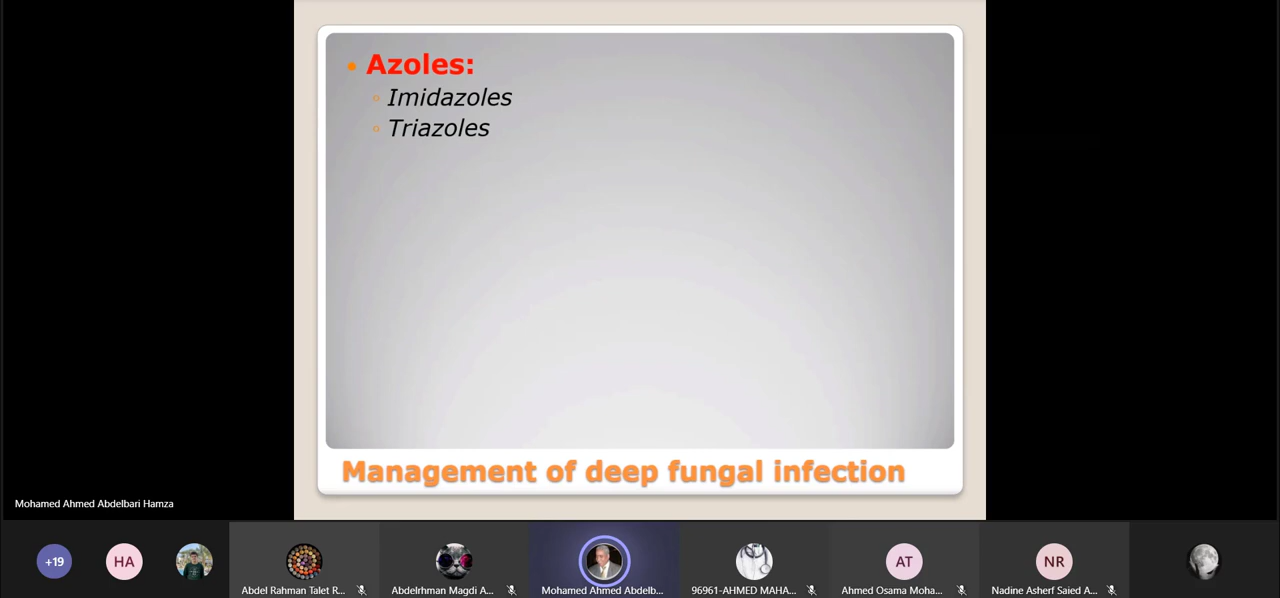 Azoles:
Imidazoles
Triazoles
Management of deep fungal infection
Mohamed Ahmed Abdelbari Hamza
+19
HA
AT
NR
Abdel Rahman Talet R...
Abdelrhman Magdi A...
Mohamed Ahmed Abdelb...
96961-AHMED MAHA...
Ahmed Osama Moha...
Nadine Asherf Saied A...